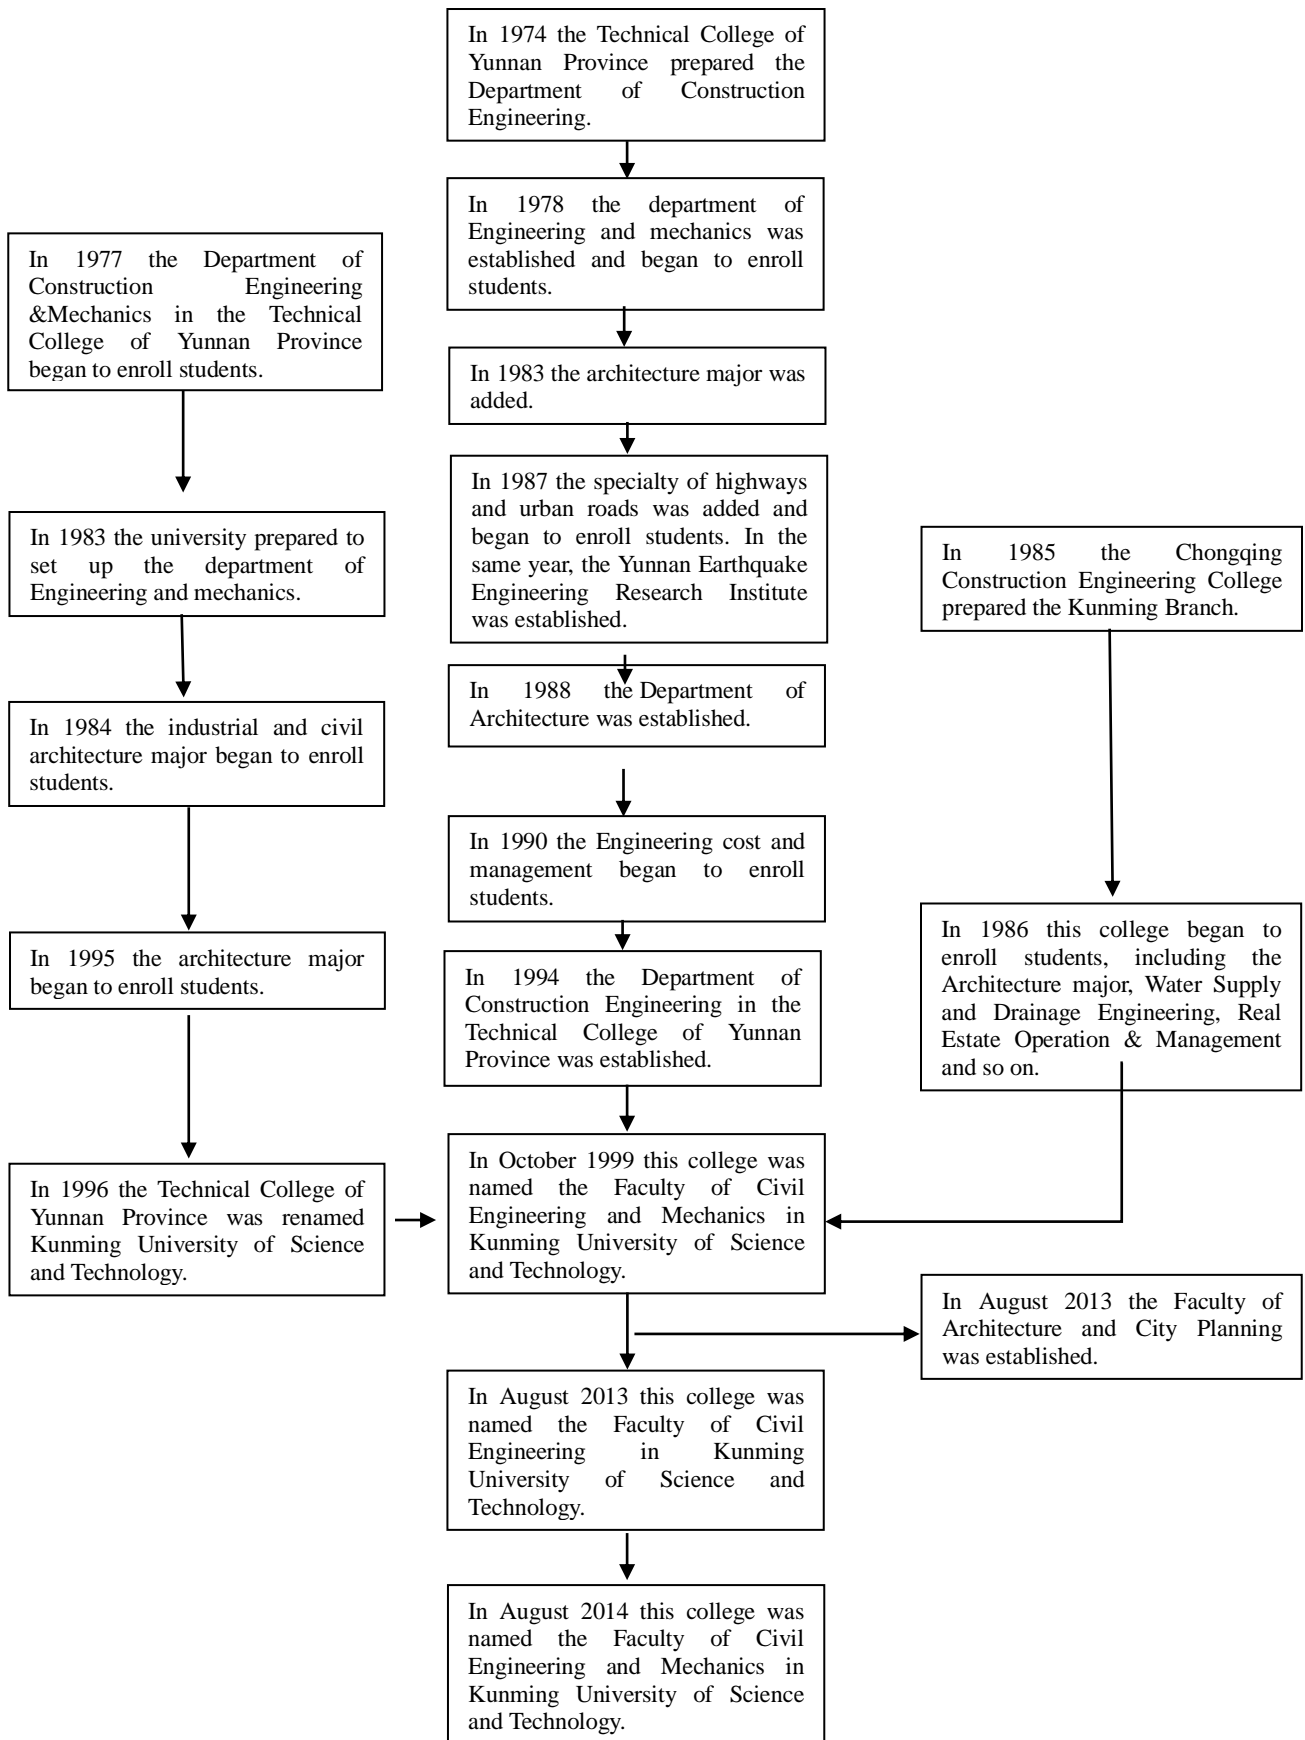 In 1974 the Technical College of
Yunnan Province prepared the
Department of Construction
Engineering.
In 1978 the department of
Engineering and mechanics was
established and began to enroll
students.
In 1977 the Department of
Construction Engineering
&Mechanics in the Technical
College of Yunnan Province
began to enroll students.
In 1983 the architecture major was
added.
In 1987 the specialty of highways
and urban roads was added and
began to enroll students. In the
same year, the Yunnan Earthquake
Engineering Research Institute
was established.
In 1983 the university prepared to
set up the department of
Engineering and mechanics.
In 1985 the Chongqing
Construction Engineering College
prepared the Kunming Branch.
In 1988 the Department of
Architecture was established.
In 1984 the industrial and civil
architecture major began to enroll
students.
In 1990 the Engineering cost and
management began to enroll
students.
In 1986 this college began to
enroll students, including the
Architecture major, Water Supply
and Drainage Engineering, Real
Estate Operation & Management
and so on.
In 1995 the architecture major
began to enroll students.
In 1994 the Department of
Construction Engineering in the
Technical College of Yunnan
Province was established.
In 1996 the Technical College of
Yunnan Province was renamed
Kunming University of Science
and Technology.
In October 1999 this college was
named the Faculty of Civil
Engineering and Mechanics in
Kunming University of Science
and Technology.
In August 2013 the Faculty of
Architecture and City Planning
was established.
In August 2013 this college was
named the Faculty of Civil
Engineering in Kunming
University of Science and
Technology.
In August 2014 this college was
named the Faculty of Civil
Engineering and Mechanics in
Kunming University of Science
and Technology.